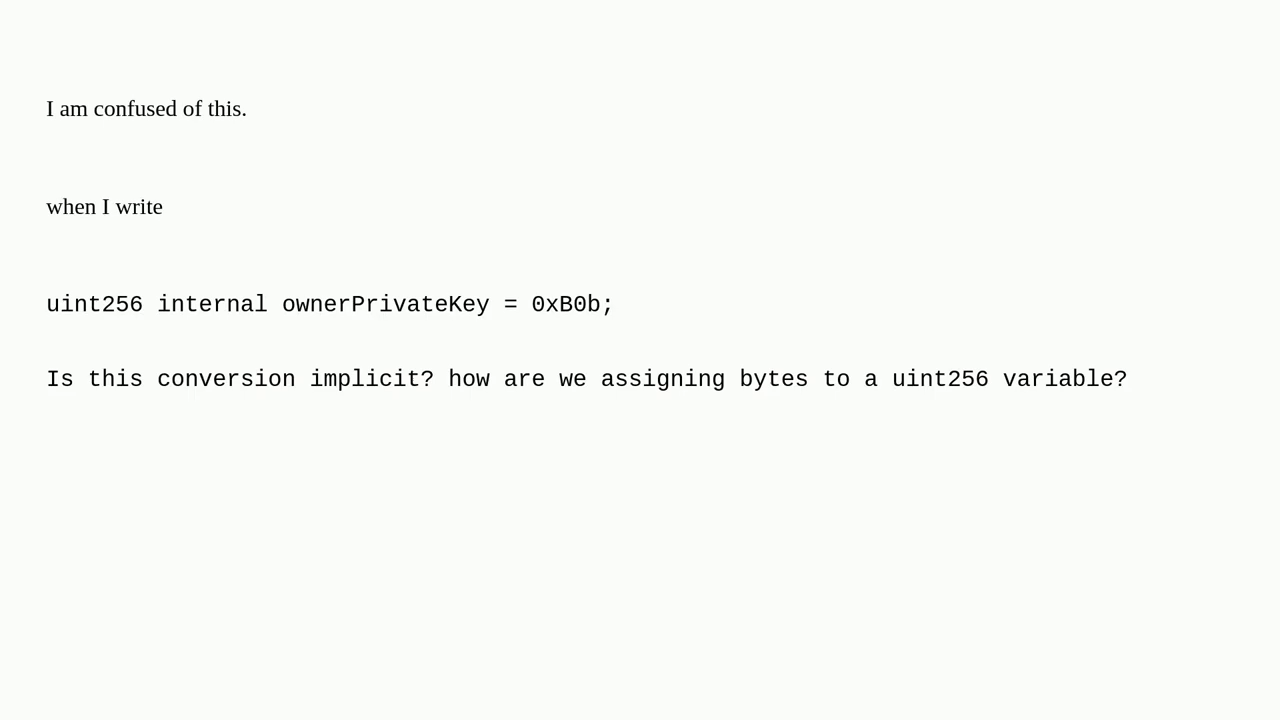 I am confused of this.
when I write
uint256 internal ownerPrivateKey = 0xB0b;
Is this conversion implicit? how are we assigning bytes to a uint256 variable?